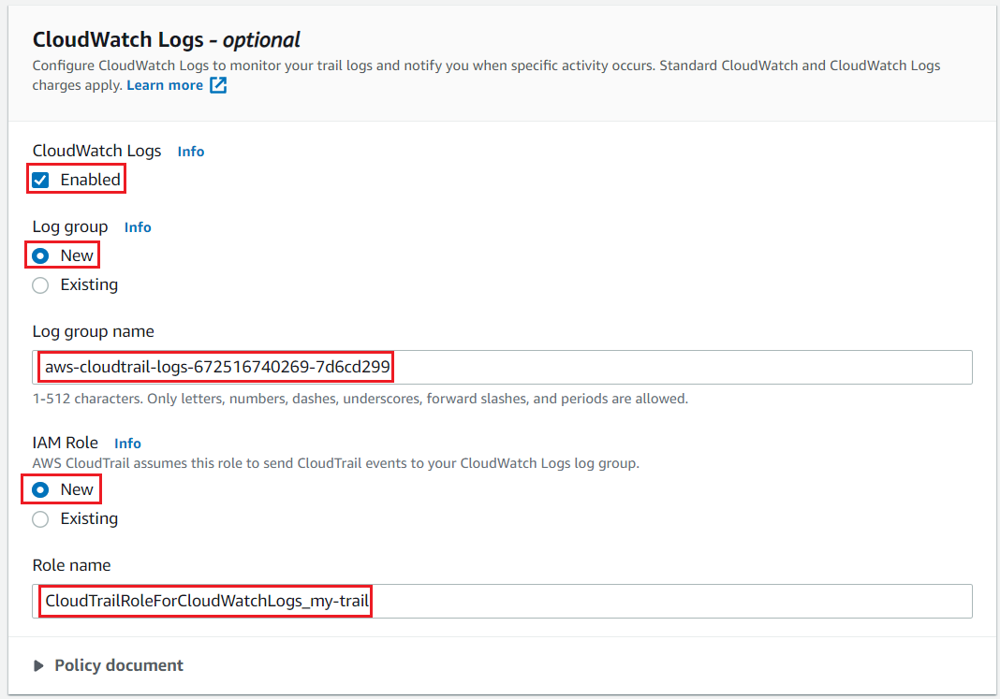 CloudWatch Logs - optional
Configure CloudWatch Logs to monitor your trail logs and notify you when specific activity occurs. Standard CloudWatch and CloudWatch Logs
charges apply. Learn more
CloudWatch Logs Info
Enabled
Log group Info
New
Existing
Log group name
aws-cloudtrail-logs-672516740269-7d6cd299
1-512 characters. Only letters, numbers, dashes, underscores, forward slashes, and periods are allowed.
IAM Role Info
AWS CloudTrail assumes this role to send CloudTrail events to your CloudWatch Logs log group.
New
Existing
Role name
CloudTrailRoleForCloudWatchLogs_my-trail
Policy document